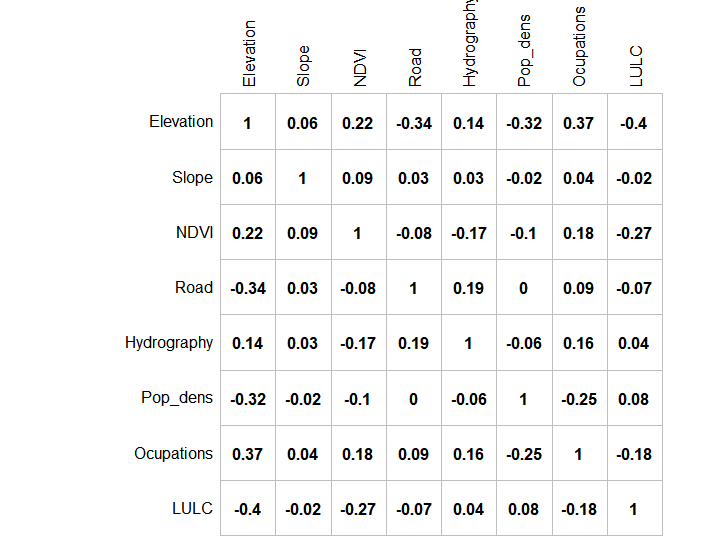 Elevation Slope NDVI Road Hydrography Pop_dens Ocupations LULC
Elevation 1 0.06 0.22 -0.34 0.14 -0.32 0.37 -0.4
Slope 0.06 1 0.09 0.03 0.03 -0.02 0.04 -0.02
NDVI 0.22 0.09 1 -0.08 -0.17 -0.1 0.18 -0.27
Road -0.34 0.03 -0.08 1 0.19 0 0.09 -0.07
Hydrography 0.14 0.03 -0.17 0.19 1 -0.06 0.16 0.04
Pop_dens -0.32 -0.02 -0.1 0 -0.06 1 -0.25 0.08
Ocupations 0.37 0.04 0.18 0.09 0.16 -0.25 1 -0.18
LULC -0.4 -0.02 -0.27 -0.07 0.04 0.08 -0.18 1